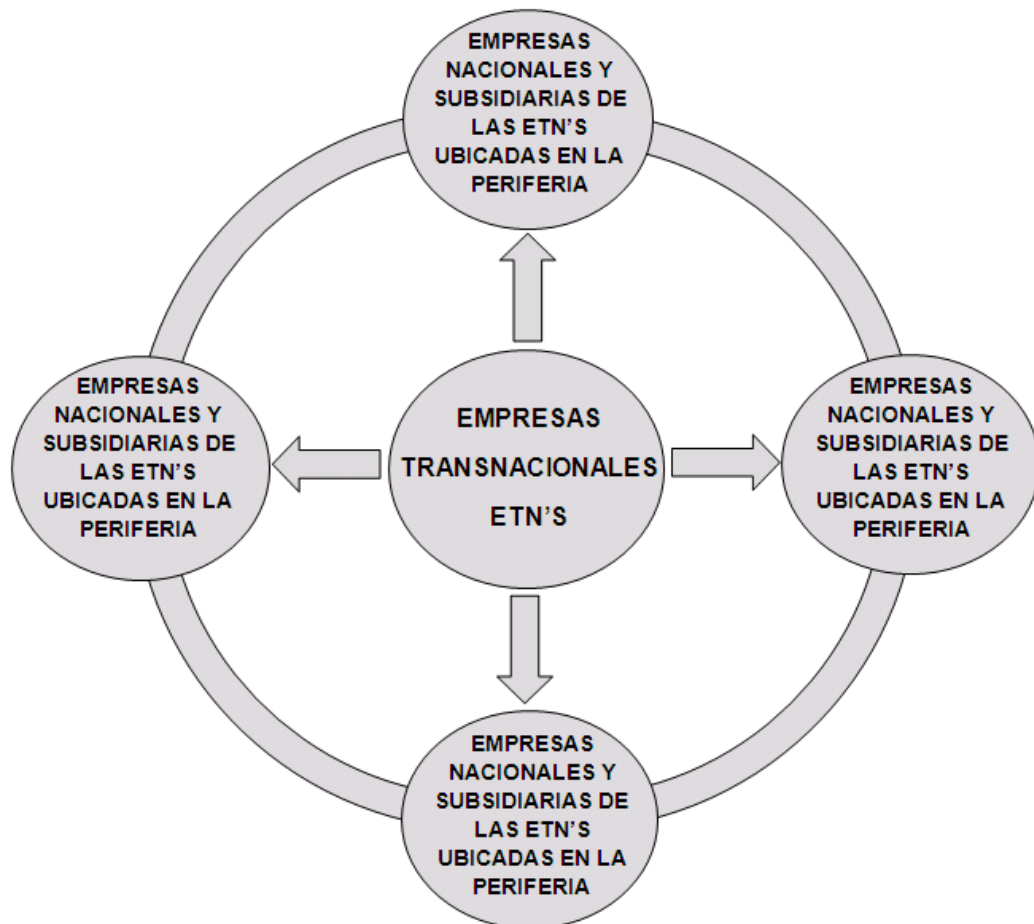 EMPRESAS
NACIONALES Y
SUBSIDIARIAS DE
LAS ETN'S
UBICADAS EN LA
PERIFERIA
EMPRESAS
NACIONALES Y
SUBSIDIARIAS DE
LAS ETN'S
UBICADAS EN LA
PERIFERIA
EMPRESAS
TRANSNACIONALES
ETN'S
EMPRESAS
NACIONALES Y
SUBSIDIARIAS DE
LAS ETN'S
UBICADAS EN LA
PERIFERIA
EMPRESAS
NACIONALES Y
SUBSIDIARIAS DE
LAS ETN'S
UBICADAS EN LA
PERIFERIA